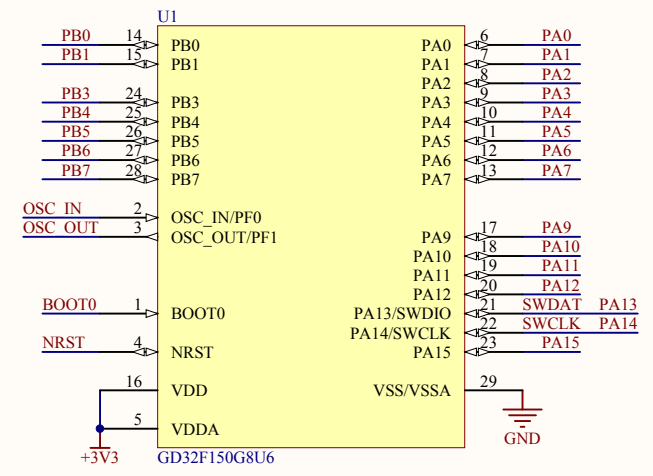 U1
PB0 14 PB0 PA0 6 PA0
PB1 15 PB1 PA1 7 PA1
PA2 8 PA2
PB3 24 PB3 PA3 9 PA3
PB4 25 PB4 PA4 10 PA4
PB5 26 PB5 PA5 11 PA5
PB6 27 PB6 PA6 12 PA6
PB7 28 PB7 PA7 13 PA7
OSC_IN 2 OSC_IN/PF0
OSC_OUT 3 OSC_OUT/PF1 PA9 17 PA9
PA10 18 PA10
PA11 19 PA11
PA12 20 PA12
BOOT0 1 BOOT0 PA13/SWDIO 21 SWDAT PA13
PA14/SWCLK 22 SWCLK PA14
NRST 4 NRST PA15 23 PA15
16 VDD VSS/VSSA 29
5 VDDA
GND
+3V3 GD32F150G8U6